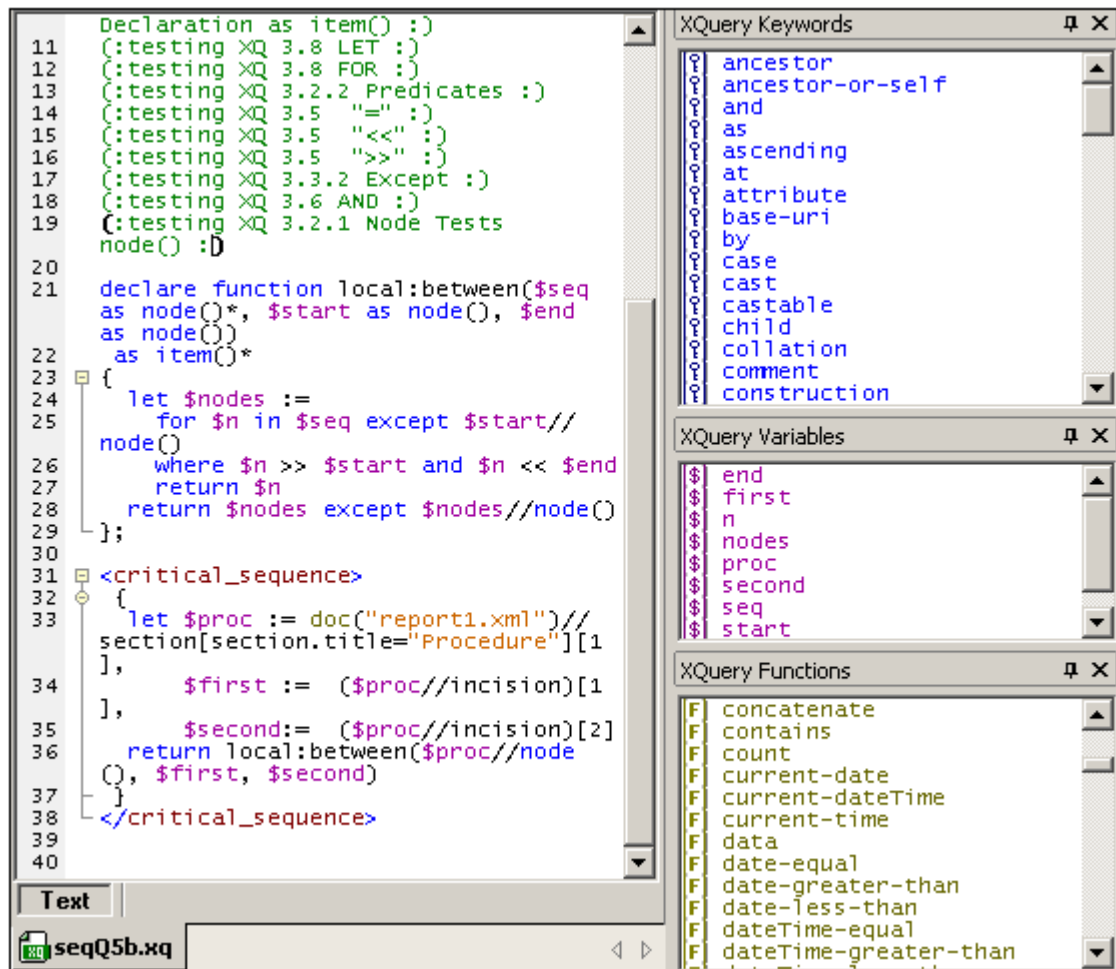 Declaration as item() :)
11 (:testing XQ 3.8 LET :)
12 (:testing XQ 3.8 FOR :)
13 (:testing XQ 3.2.2 Predicates :)
14 (:testing XQ 3.5  "=" :)
15 (:testing XQ 3.5  "<<" :)
16 (:testing XQ 3.5  ">>" :)
17 (:testing XQ 3.3.2 Except :)
18 (:testing XQ 3.6 AND :)
19 (:testing XQ 3.2.1 Node Tests
node() :)
20
21 declare function local:between($seq
as node()*, $start as node(), $end
as node())
22  as item()*
23 {
24   let $nodes :=
25     for $n in $seq except $start//
node()
26     where $n >> $start and $n << $end
27     return $n
28   return $nodes except $nodes//node()
29 };
30
31 <critical_sequence>
32  {
33   let $proc := doc("report1.xml")//
section[section.title="Procedure"][1
],
34       $first :=  ($proc//incision)[1
],
35       $second:=  ($proc//incision)[2]
36   return local:between($proc//node
(), $first, $second)
37  }
38 </critical_sequence>
39
40
Text
seqQ5b.xq
XQuery Keywords
ancestor
ancestor-or-self
and
as
ascending
at
attribute
base-uri
by
case
cast
castable
child
collation
comment
construction
XQuery Variables
$ end
$ first
$ n
$ nodes
$ proc
$ second
$ seq
$ start
XQuery Functions
F concatenate
F contains
F count
F current-date
F current-dateTime
F current-time
F data
F date-equal
F date-greater-than
F date-less-than
F dateTime-equal
F dateTime-greater-than